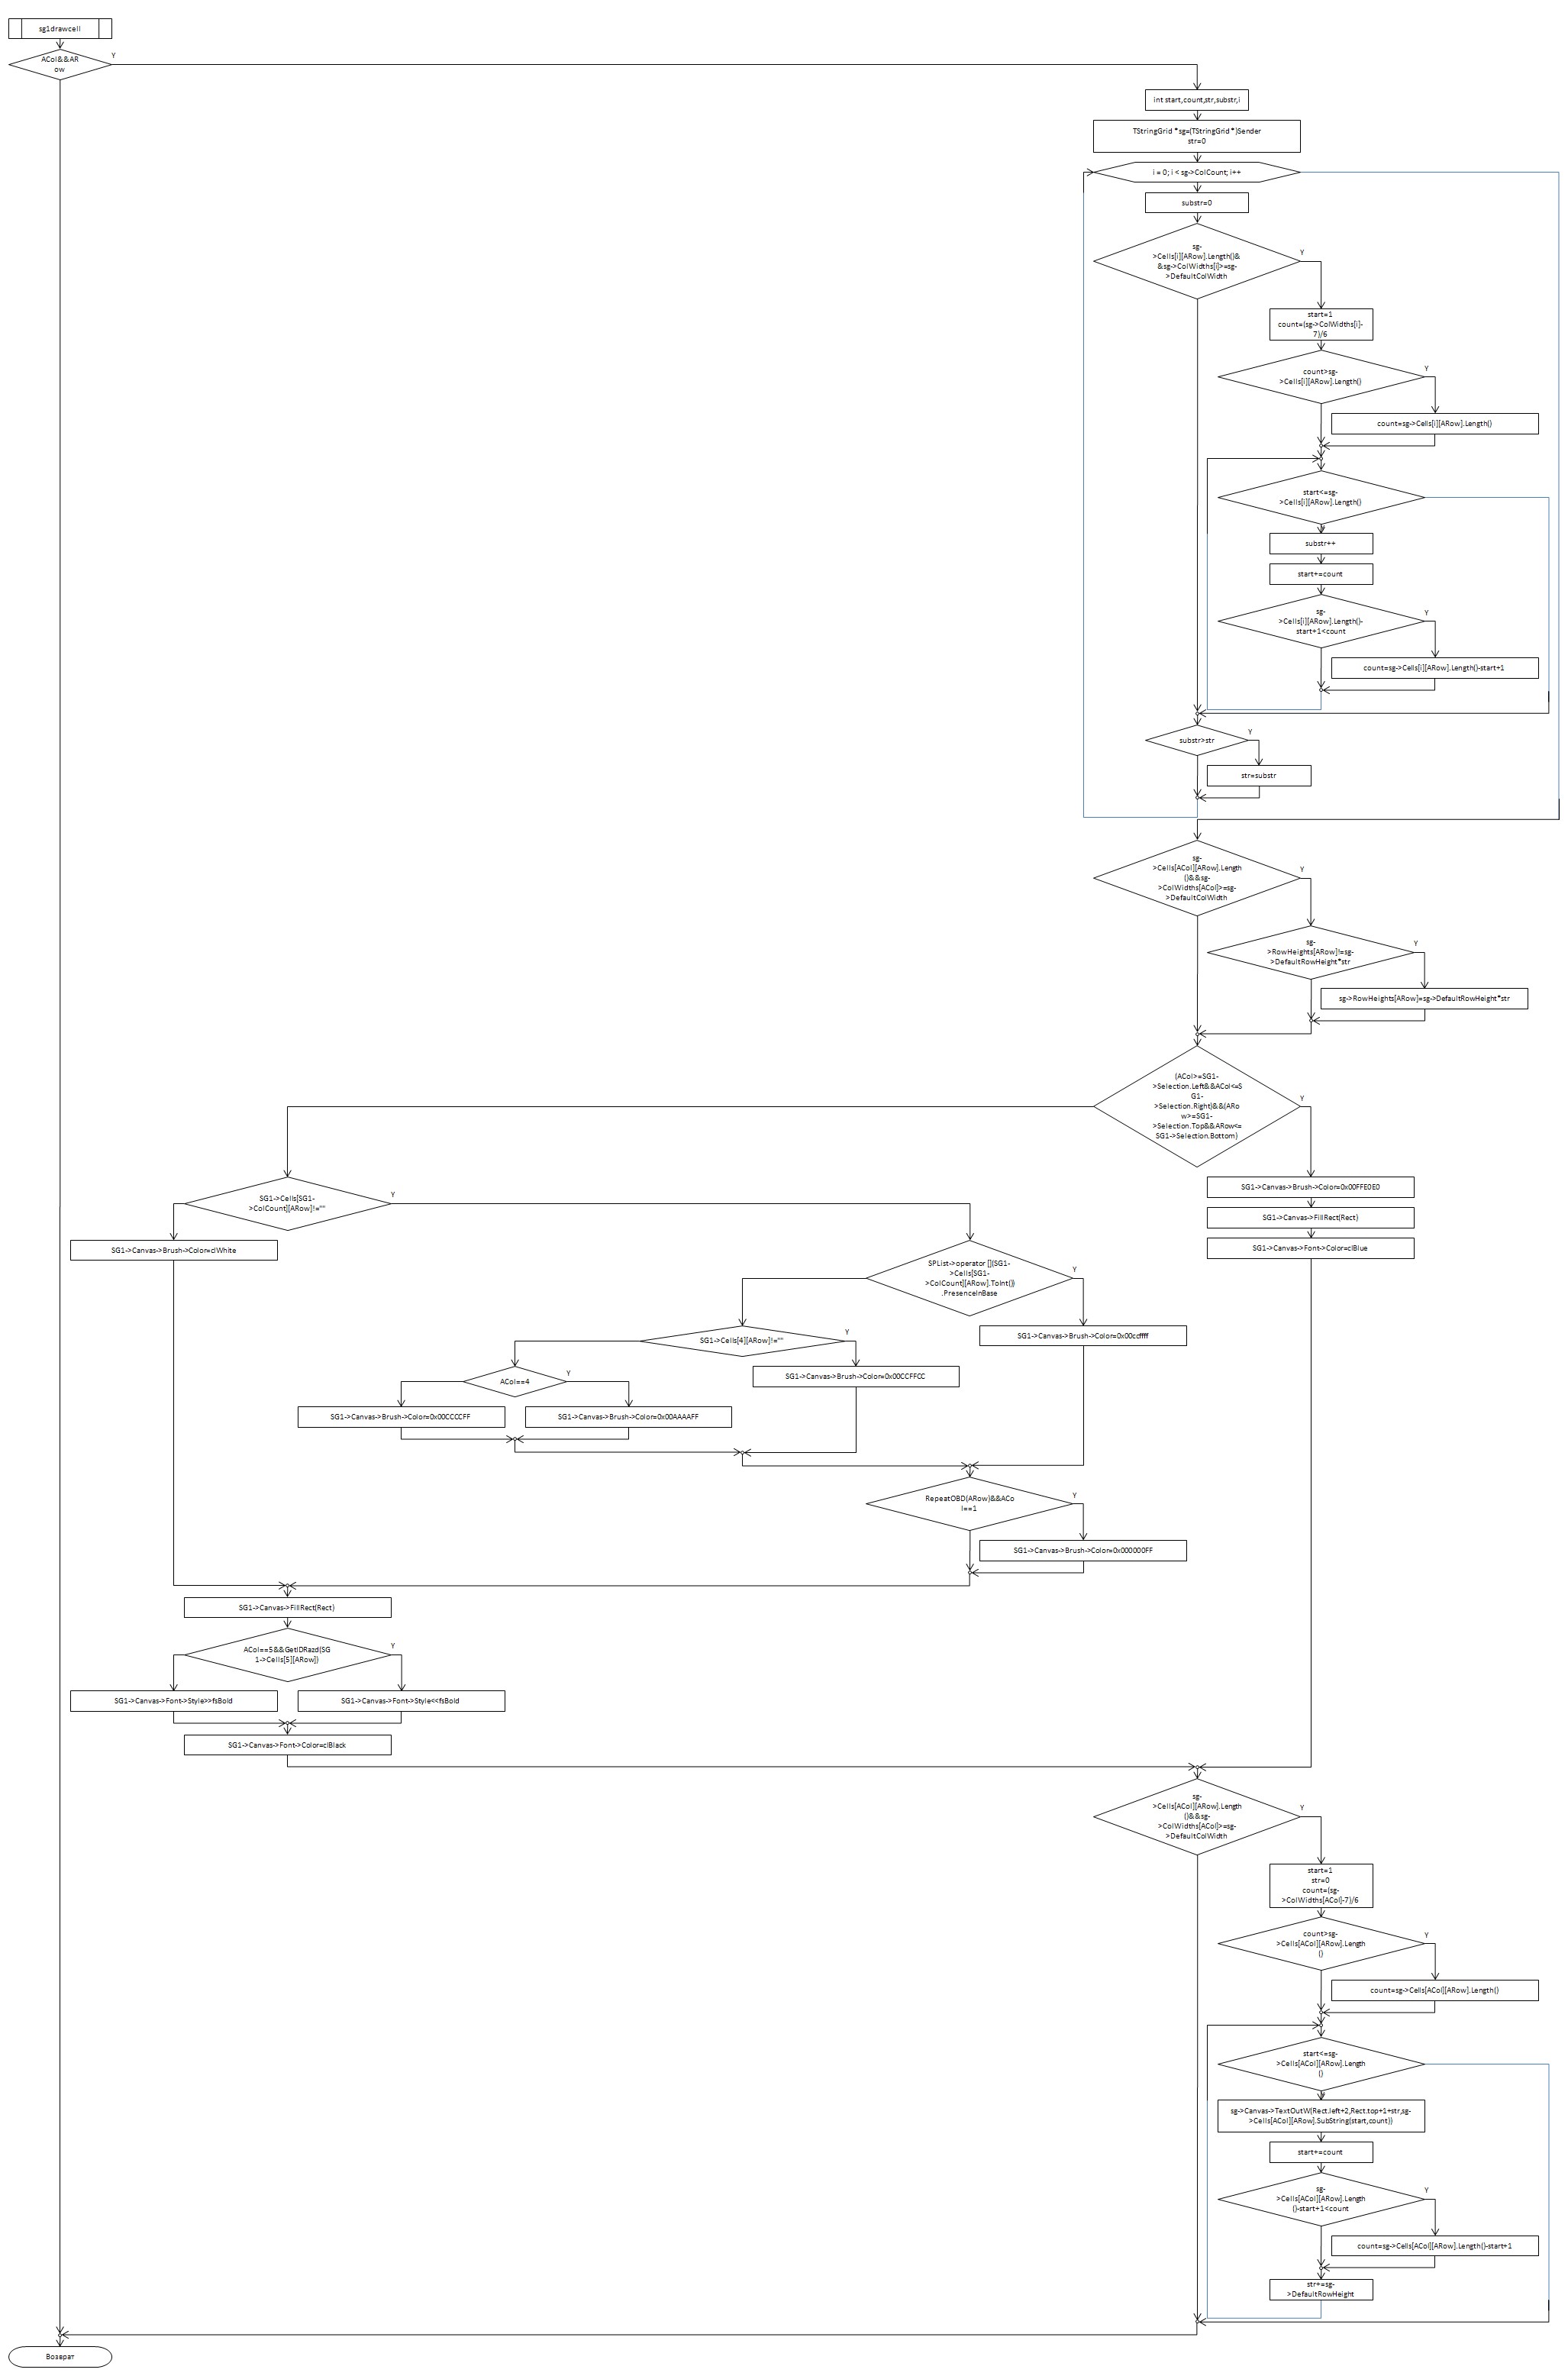 sg1drawcell
ACol&&AR
ow
Y
int start,count,str,substr,i
TStringGrid *sg=(TStringGrid *)Sender
str=0
i = 0; i < sg->ColCount; i++
substr=0
sg-
>Cells[i][ARow].Length()&
&sg->ColWidths[i]>=sg-
>DefaultColWidth
Y
start=1
count=(sg->ColWidths[i]-
7)/6
count>sg-
>Cells[i][ARow].Length()
Y
count=sg->Cells[i][ARow].Length()
start<=sg-
>Cells[i][ARow].Length()
substr++
start+=count
sg-
>Cells[i][ARow].Length()-
start+1<count
Y
count=sg->Cells[i][ARow].Length()-start+1
substr>str
Y
str=substr
sg-
>Cells[ACol][ARow].Length
()&&sg-
>ColWidths[ACol]>=sg-
>DefaultColWidth
Y
sg-
>RowHeights[ARow]!=sg-
>DefaultRowHeight*str
Y
sg->RowHeights[ARow]=sg->DefaultRowHeight*str
(ACol>=SG1-
>Selection.Left&&ACol<=S
G1-
>Selection.Right)&&(ARo
w>=SG1-
>Selection.Top&&ARow<=
SG1->Selection.Bottom)
Y
SG1->Canvas->Brush->Color=0x00FFE0E0
SG1->Canvas->FillRect(Rect)
SG1->Canvas->Font->Color=clBlue
SG1->Cells[SG1-
>ColCount][ARow]!=""
Y
SG1->Canvas->Brush->Color=clWhite
SPList->operator [](SG1-
>Cells[SG1-
>ColCount][ARow].ToInt())
.PresenceInBase
Y
SG1->Canvas->Brush->Color=0x00ccffff
SG1->Cells[4][ARow]!=""
Y
SG1->Canvas->Brush->Color=0x00CCFFCC
ACol==4
Y
SG1->Canvas->Brush->Color=0x00CCCCFF
SG1->Canvas->Brush->Color=0x00AAAAFF
RepeatOBD(ARow)&&ACo
l==1
Y
SG1->Canvas->Brush->Color=0x000000FF
SG1->Canvas->FillRect(Rect)
ACol==5&&GetIDRazd(SG
1->Cells[5][ARow])
Y
SG1->Canvas->Font->Style>>fsBold
SG1->Canvas->Font->Style<<fsBold
SG1->Canvas->Font->Color=clBlack
sg-
>Cells[ACol][ARow].Length
()&&sg-
>ColWidths[ACol]>=sg-
>DefaultColWidth
Y
start=1
str=0
count=(sg-
>ColWidths[ACol]-7)/6
count>sg-
>Cells[ACol][ARow].Length
()
Y
count=sg->Cells[ACol][ARow].Length()
start<=sg-
>Cells[ACol][ARow].Length
()
sg->Canvas->TextOutW(Rect.left+2,Rect.top+1+str,sg-
>Cells[ACol][ARow].SubString(start,count))
start+=count
sg-
>Cells[ACol][ARow].Length
()-start+1<count
Y
count=sg->Cells[ACol][ARow].Length()-start+1
str+=sg-
>DefaultRowHeight
Возврат